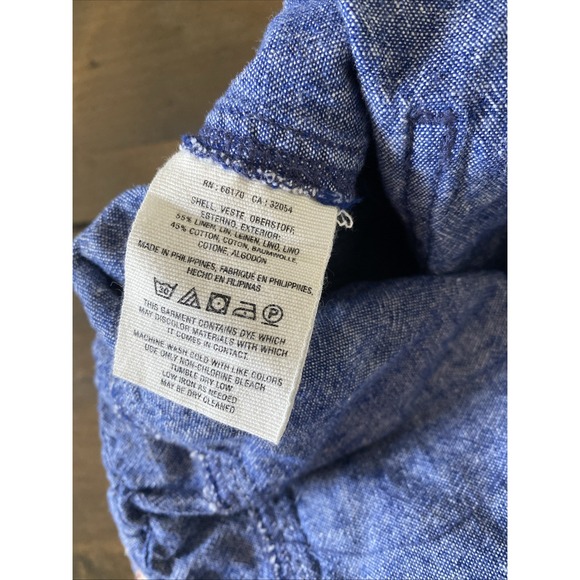 RN : 66170 CA : 32054
SHELL, VESTE, OBERSTOFF,
ESTERNO, EXTERIOR:
55% LINEN, LIN, LEINEN, LINO, LINO
45% COTTON, COTON, BAUMWOLLE,
COTONE, ALGODÓN
MADE IN PHILIPPINES, FABRIQUE EN PHILIPPINES,
HECHO EN FILIPINAS
30 P
THIS GARMENT CONTAINS DYE WHICH
MAY DISCOLOR MATERIALS WITH WHICH
IT COMES IN CONTACT.
MACHINE WASH COLD WITH LIKE COLORS
USE ONLY NON-CHLORINE BLEACH
TUMBLE DRY LOW
LOW IRON AS NEEDED
MAY BE DRY CLEANED